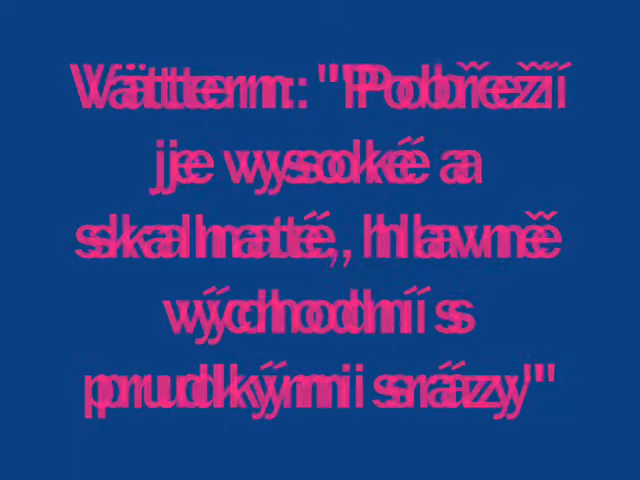 Vättern: "Pobřeží
je vysoké a
skalnaté, hlavně
východní s
prudkými srázy"